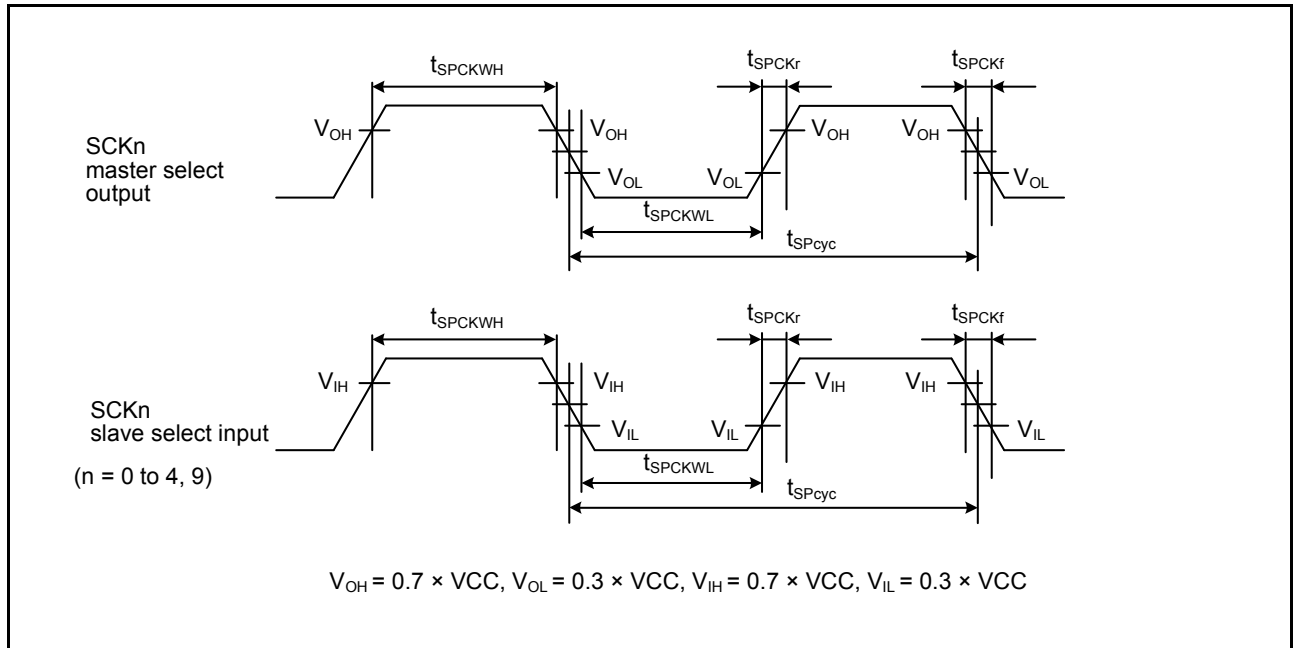 tSPCKWH
tSPCKr
tSPCKf
VOH
VOH
VOH
VOH
SCKn
master select
output
VOL
VOL
VOL
tSPCKWL
tSPcyc
tSPCKWH
tSPCKr
tSPCKf
VIH
VIH
VIH
VIH
SCKn
slave select input
VIL
VIL
VIL
tSPCKWL
(n = 0 to 4, 9)
tSPcyc
VOH = 0.7 × VCC, VOL = 0.3 × VCC, VIH = 0.7 × VCC, VIL = 0.3 × VCC